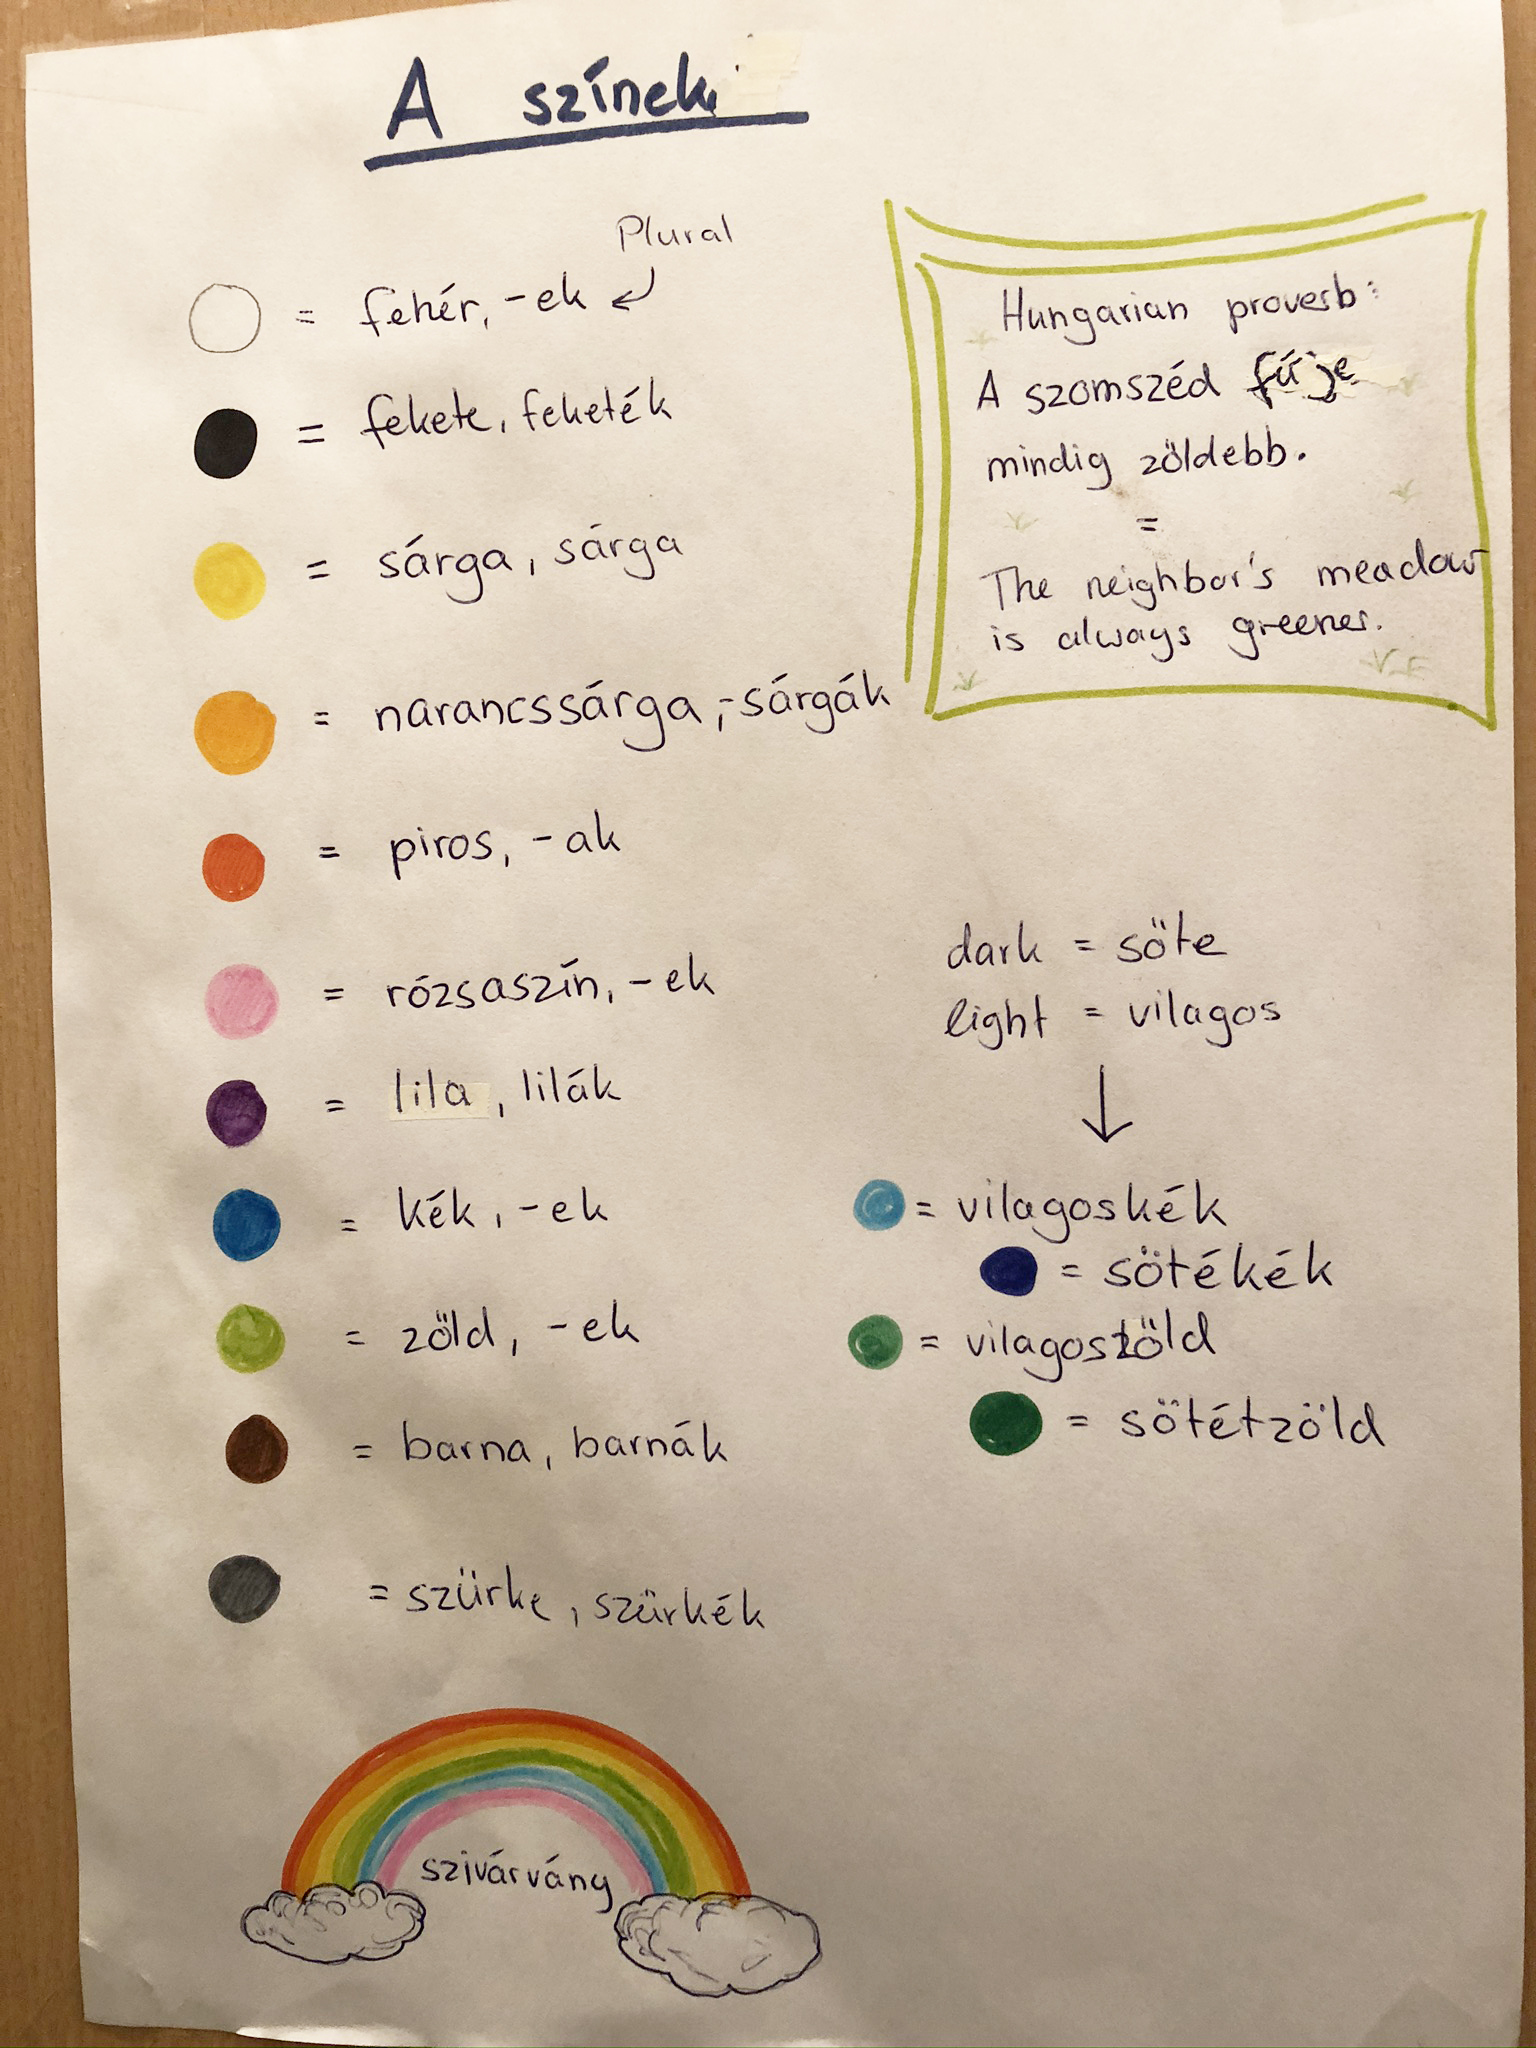 A színek
Plural
= fehér, -ek
= fekete, feketék
= sárga, sárga
= narancssárga, -sárgák
= piros, -ak
= rózsaszín, -ek
= lila, lilák
= kék, -ek
= zöld, -ek
= barna, barnák
= szürke, szürkék
szivárvány
Hungarian proverb:
A szomszéd fűje
mindig zöldebb.
=
The neighbor's meadow
is always greener.
dark = söte
light = vilagos
= vilagoskék
= sötékék
= vilagoszöld
= sötétzöld